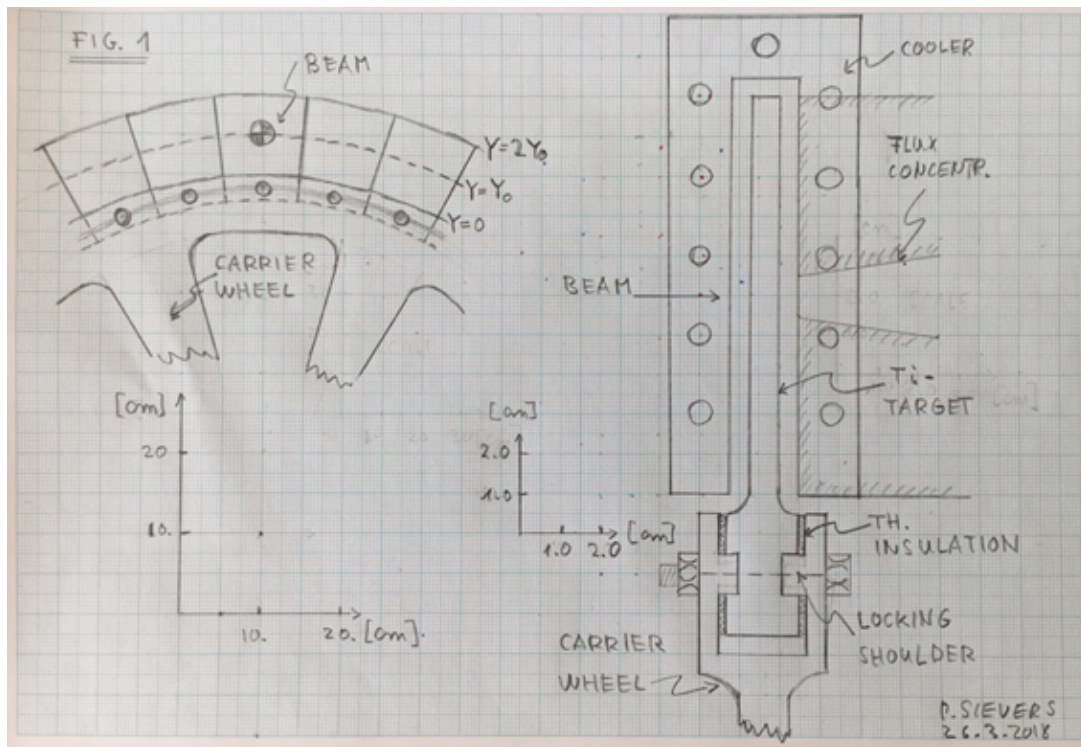 FIG. 1
BEAM
Y=2Y₀
Y=Y₀
Y=0
CARRIER
WHEEL
[cm]
20
10.
10.
20. [cm]
COOLER
FLUX
CONCENTR.
BEAM
Ti-
TARGET
[cm]
2.0
1.0
1.0
2.0
[cm]
TH.
INSULATION
LOCKING
SHOULDER
CARRIER
WHEEL
P. SIEVERS
26.3.2018